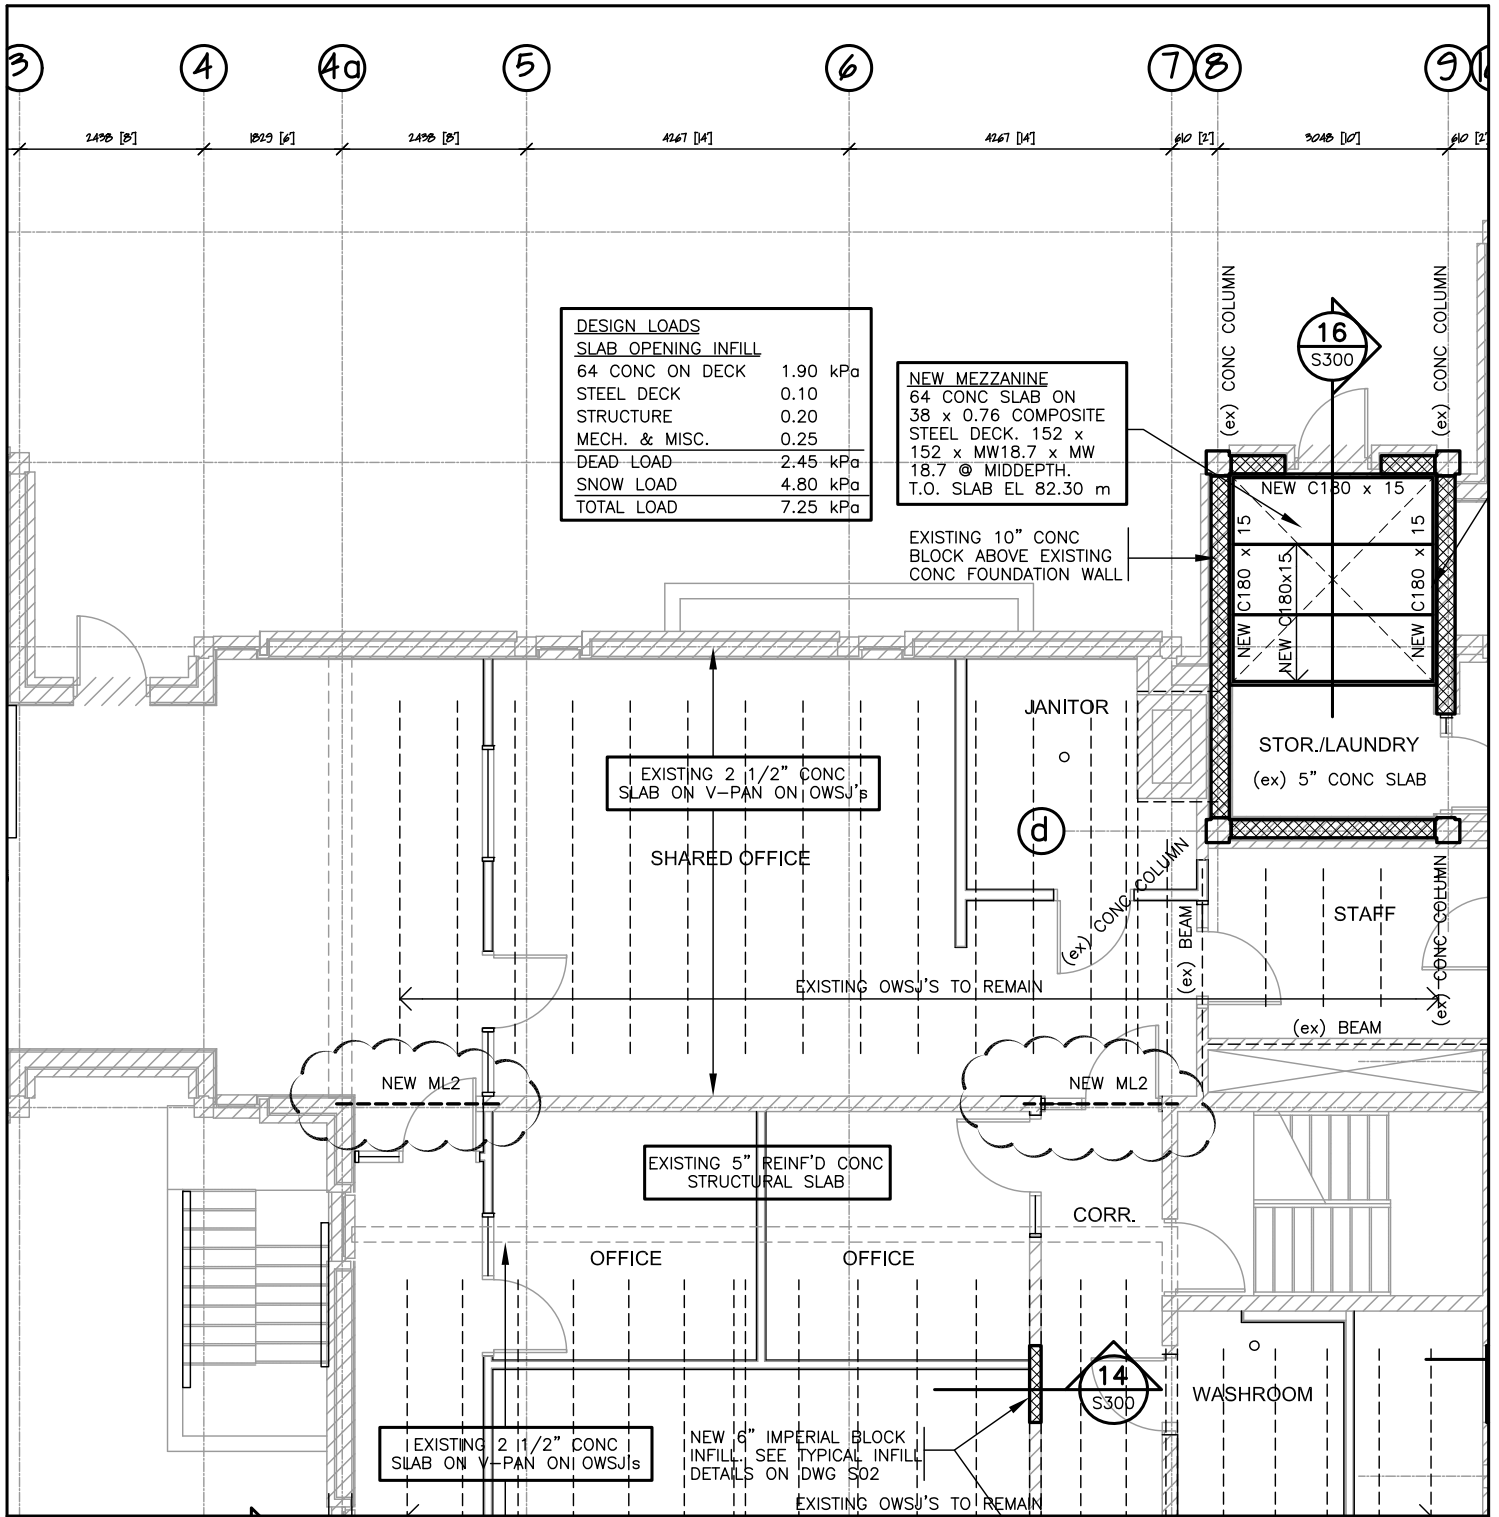 3 4 4a 5 6 7 8 9
2438 [8'] 1829 [6'] 2438 [8'] 4267 [14'] 4267 [14'] 610 [2'] 3048 [10'] 610 [2'
DESIGN LOADS
SLAB OPENING INFILL
64 CONC ON DECK 1.90 kPa
STEEL DECK 0.10
STRUCTURE 0.20
MECH. & MISC. 0.25
DEAD LOAD 2.45 kPa
SNOW LOAD 4.80 kPa
TOTAL LOAD 7.25 kPa
NEW MEZZANINE
64 CONC SLAB ON
38 x 0.76 COMPOSITE
STEEL DECK. 152 x
152 x MW18.7 x MW
18.7 @ MIDDEPTH.
T.O. SLAB EL 82.30 m
(ex) CONC COLUMN
16
S300
(ex) CONC COLUMN
EXISTING 10" CONC
BLOCK ABOVE EXISTING
CONC FOUNDATION WALL
NEW C180 x 15
NEW C180 x 15
NEW C180x15
NEW C180 x 15
JANITOR
STOR./LAUNDRY
(ex) 5" CONC SLAB
EXISTING 2 1/2" CONC
SLAB ON V-PAN ON OWSJ's
d
SHARED OFFICE
(ex) CONC COLUMN
STAFF
(ex) BEAM
(ex) CONC COLUMN
EXISTING OWSJ'S TO REMAIN
(ex) BEAM
NEW ML2
NEW ML2
EXISTING 5" REINF'D CONC
STRUCTURAL SLAB
CORR.
OFFICE
OFFICE
14
S300
WASHROOM
EXISTING 2 1/2" CONC
SLAB ON V-PAN ON OWSJ's
NEW 6" IMPERIAL BLOCK
INFILL. SEE TYPICAL INFILL
DETAILS ON DWG S02
EXISTING OWSJ'S TO REMAIN